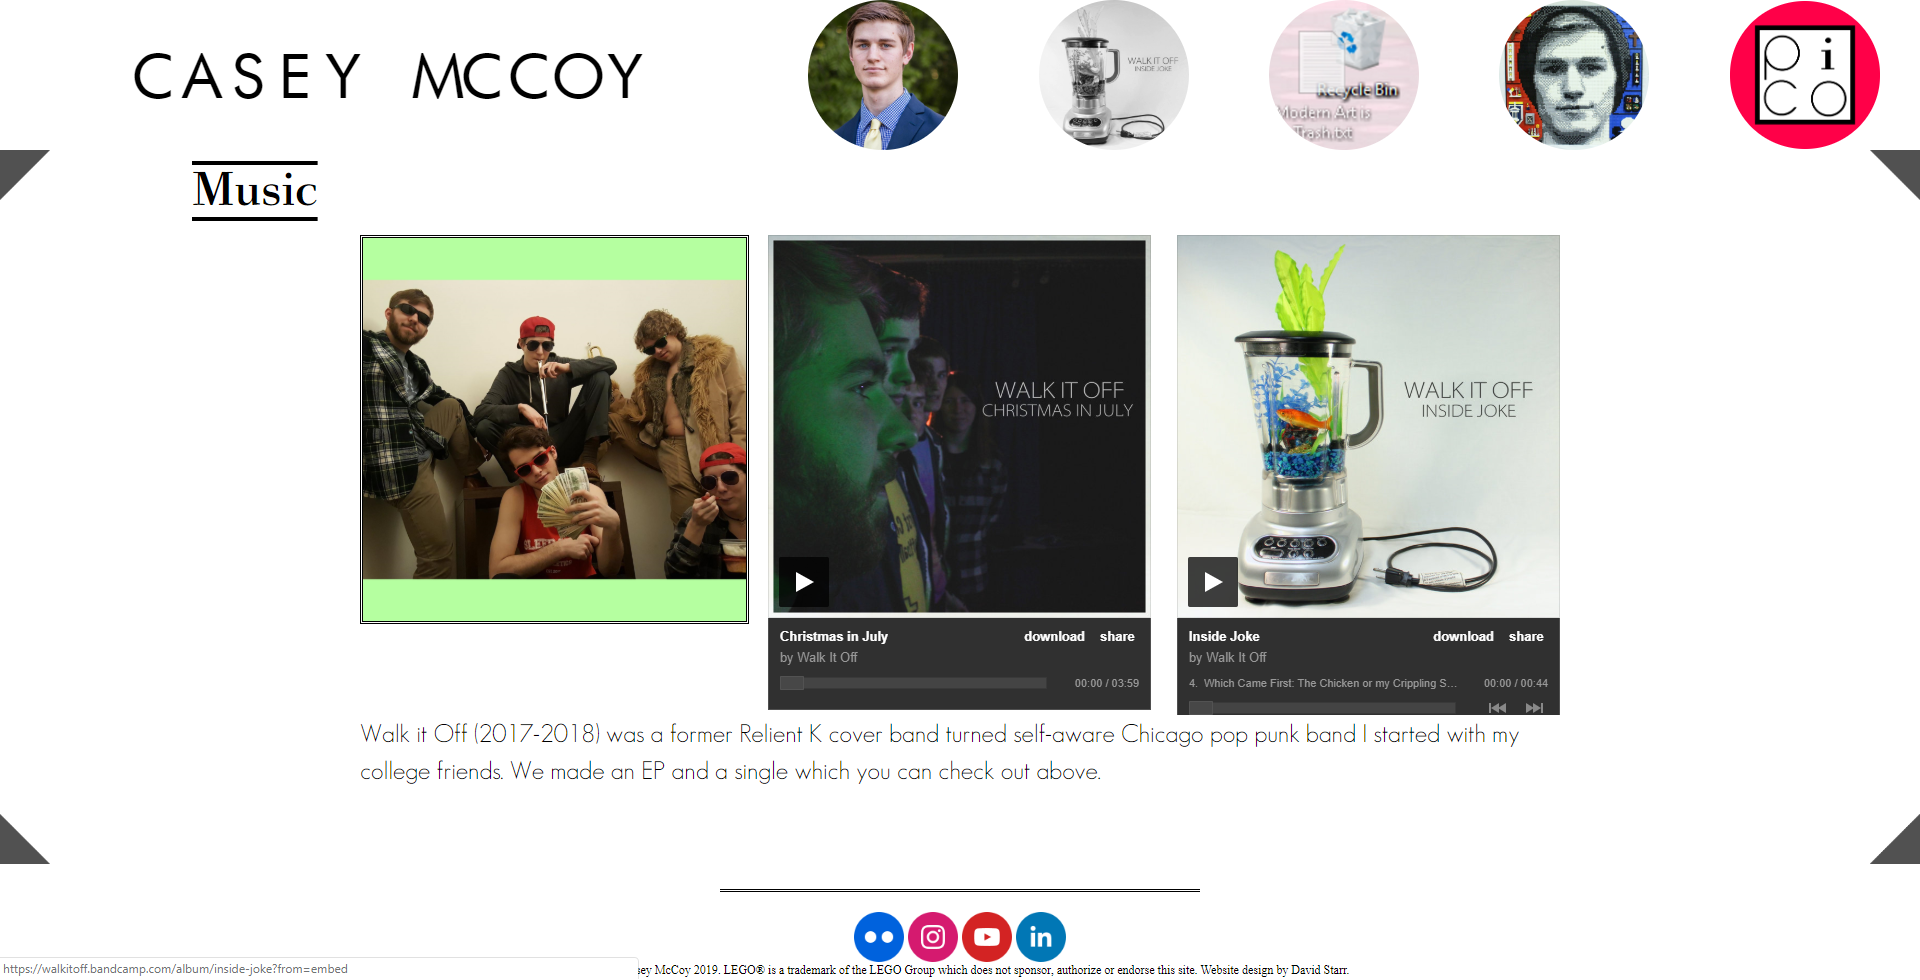 CASEY MCCOY
WALK IT OFF
INSIDE JOKE
Recycle Bin
Modern Art is
Trash.txt
pi
CO
Music
WALK IT OFF
CHRISTMAS IN JULY
WALK IT OFF
INSIDE JOKE
Christmas in July download share
by Walk It Off
00:00 / 03:59
Inside Joke download share
by Walk It Off
4. Which Came First: The Chicken or my Crippling S... 00:00 / 00:44
Walk it Off (2017-2018) was a former Relient K cover band turned self-aware Chicago pop punk band I started with my
college friends. We made an EP and a single which you can check out above.
in
https://walkitoff.bandcamp.com/album/inside-joke?from=embed
sey McCoy 2019. LEGO® is a trademark of the LEGO Group which does not sponsor, authorize or endorse this site. Website design by David Starr.